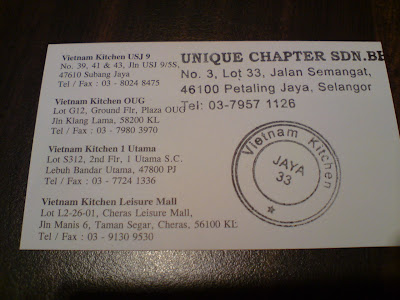 Vietnam Kitchen USJ 9
No. 39, 41 & 43, Jln USJ 9/5S,
47610 Subang Jaya
Tel / Fax : 03 - 8024 8475
Vietnam Kitchen OUG
Lot G12, Ground Flr, Plaza OUG
Jln Klang Lama, 58200 KL
Tel / Fax : 03 - 7980 3970
Vietnam Kitchen 1 Utama
Lot S312, 2nd Flr, 1 Utama S.C.
Lebuh Bandar Utama, 47800 PJ
Tel / Fax : 03 - 7724 1336
Vietnam Kitchen Leisure Mall
Lot L2-26-01, Cheras Leisure Mall,
Jln Manis 6, Taman Segar, Cheras, 56100 KL
Tel / Fax : 03 - 9130 9530
UNIQUE CHAPTER SDN.BH
No. 3, Lot 33, Jalan Semangat,
46100 Petaling Jaya, Selangor
Tel: 03-7957 1126
Vietnam Kitchen
JAYA
33